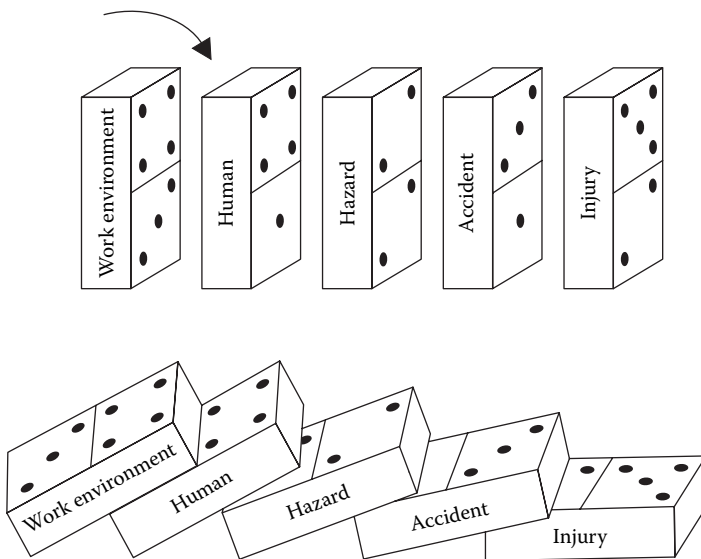 Work environment
Human
Hazard
Accident
Injury
Work environment
Human
Hazard
Accident
Injury